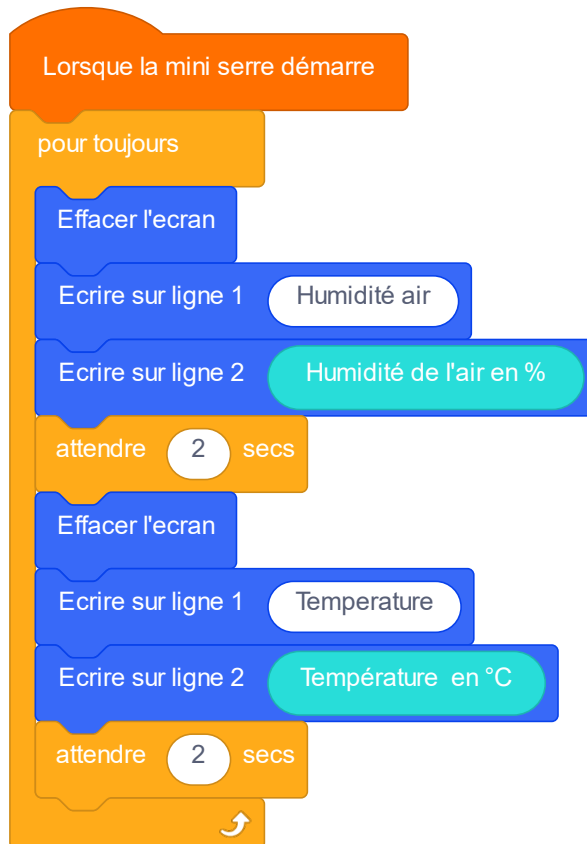 Lorsque la mini serre démarre
pour toujours
Effacer l'ecran
Ecrire sur ligne 1 Humidité air
Ecrire sur ligne 2 Humidité de l'air en %
attendre 2 secs
Effacer l'ecran
Ecrire sur ligne 1 Temperature
Ecrire sur ligne 2 Température en °C
attendre 2 secs